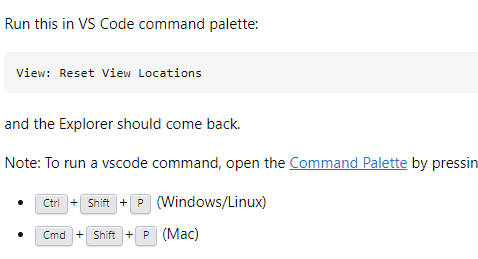 Run this in VS Code command palette:
View: Reset View Locations
and the Explorer should come back.
Note: To run a vscode command, open the Command Palette by pressin
• Ctrl + Shift + P (Windows/Linux)
• Cmd + Shift + P (Mac)